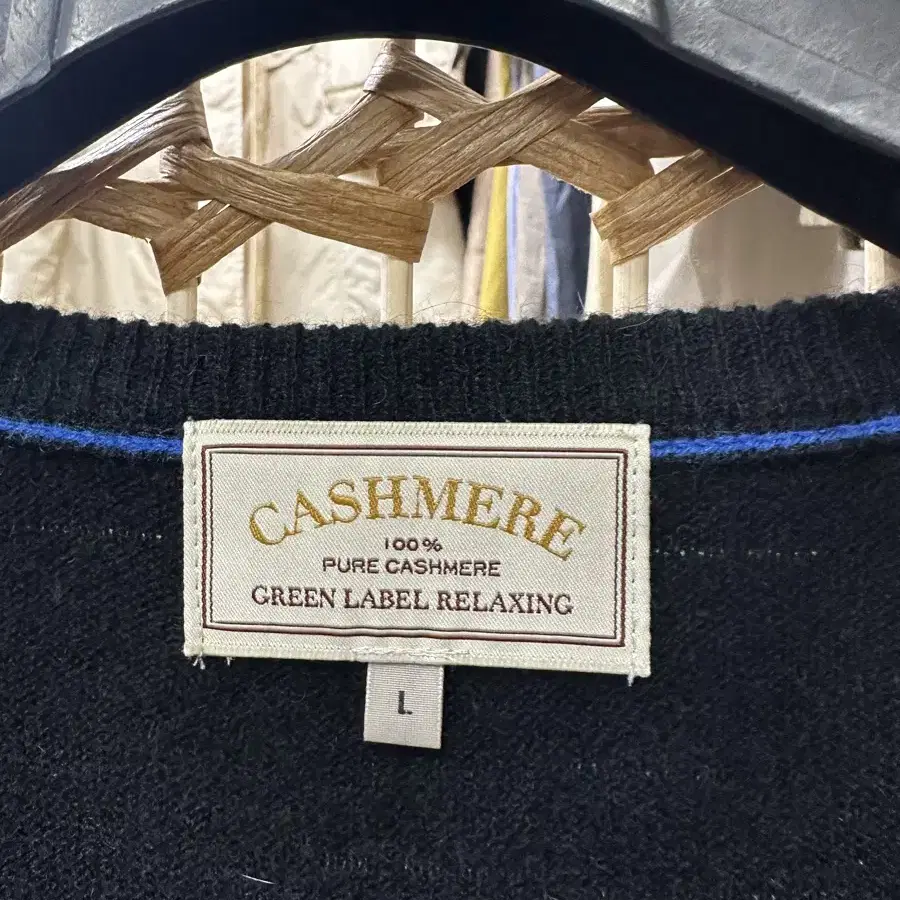 CASHMERE
100%
PURE CASHMERE
GREEN LABEL RELAXING
L